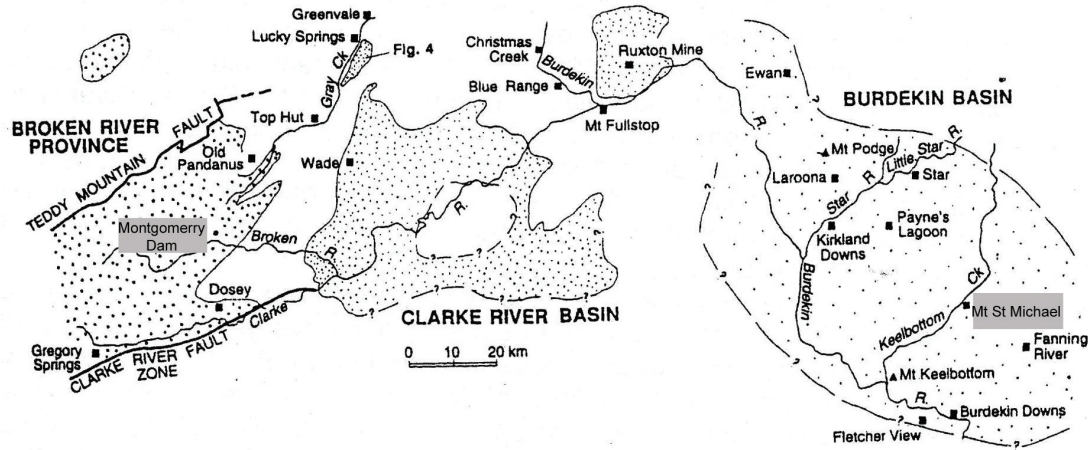 Greenvale
Lucky Springs
Fig. 4
Gray Ck
Top Hut
BROKEN RIVER
PROVINCE
TEDDY MOUNTAIN FAULT
Old
Pandanus
Wade
Montgomerry
Dam
Broken
R.
R.
Dosey
Clarke
Gregory
Springs
CLARKE RIVER FAULT
ZONE
CLARKE RIVER BASIN
0 10 20 km
Christmas
Creek
Burdekin
Ruxton Mine
Blue Range
Mt Fullstop
Ewan
BURDEKIN BASIN
R.
R.
Mt Podge
Little Star
Laroona
Star
Star R
Payne's
Lagoon
Kirkland
Downs
Burdekin
Ck
Mt St Michael
Keelbottom
Fanning
River
Mt Keelbottom
R.
Burdekin Downs
Fletcher View
?
?
?
?
?
?
?
?
?
?
?
?
?